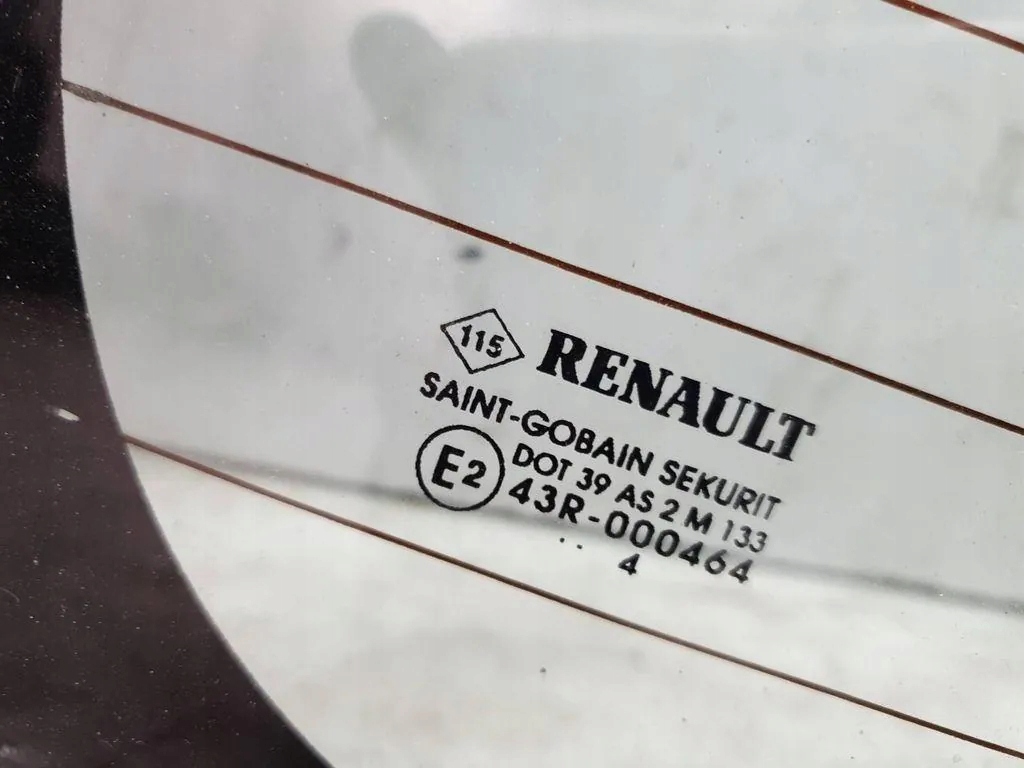 115 RENAULT
SAINT-GOBAIN SEKURIT
DOT 39 AS 2 M 133
E2 43R-000464
..
4